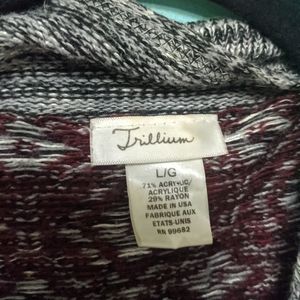 Trillium
L/G
71% ACRYLIC/
ACRYLIQUE
29% RAYON
MADE IN USA
FABRIQUE AUX
ETATS-UNIS
RN 99682